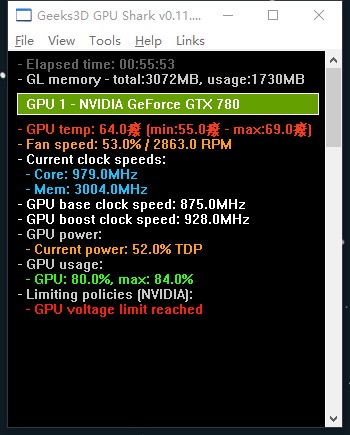 Geeks3D GPU Shark v0.11....
File View Tools Links
- Elapsed time: 00:55:53
- GL memory - total:3072MB, usage:1730MB
GPU 1 - NVIDIA GeForce GTX 780
- GPU temp: 64.0癈 (min:55.0癈 - max:69.0癈)
- Fan speed: 53.0% / 2863.0 RPM
- Current clock speeds:
- Core: 979.0MHz
- Mem: 3004.0MHz
- GPU base clock speed: 875.0MHz
- GPU boost clock speed: 928.0MHz
- GPU power:
- Current power: 52.0% TDP
- GPU usage:
- GPU: 80.0%, max: 84.0%
- Limiting policies (NVIDIA):
- GPU voltage limit reached